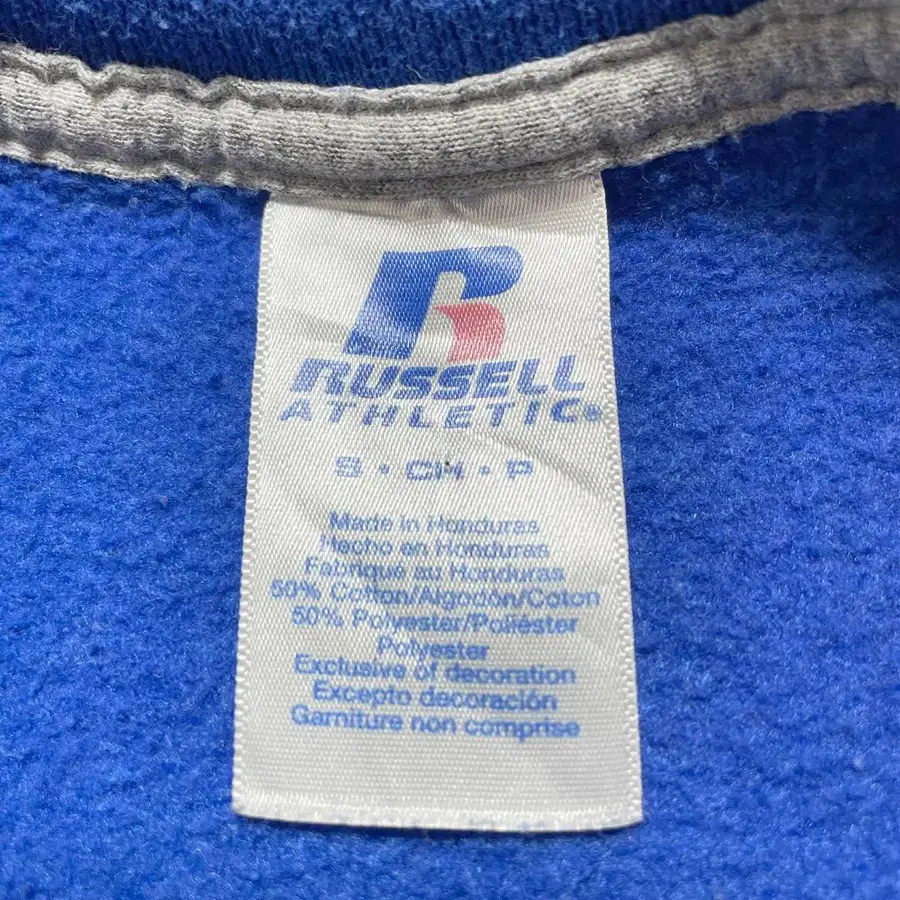 R
RUSSELL
ATHLETIC®
S • CH • P
Made in Honduras
Hecho en Honduras
Fabrique au Honduras
50% Cotton/Algodón/Coton
50% Polyester/Poliéster
Polyester
Exclusive of decoration
Excepto decoración
Garniture non comprise